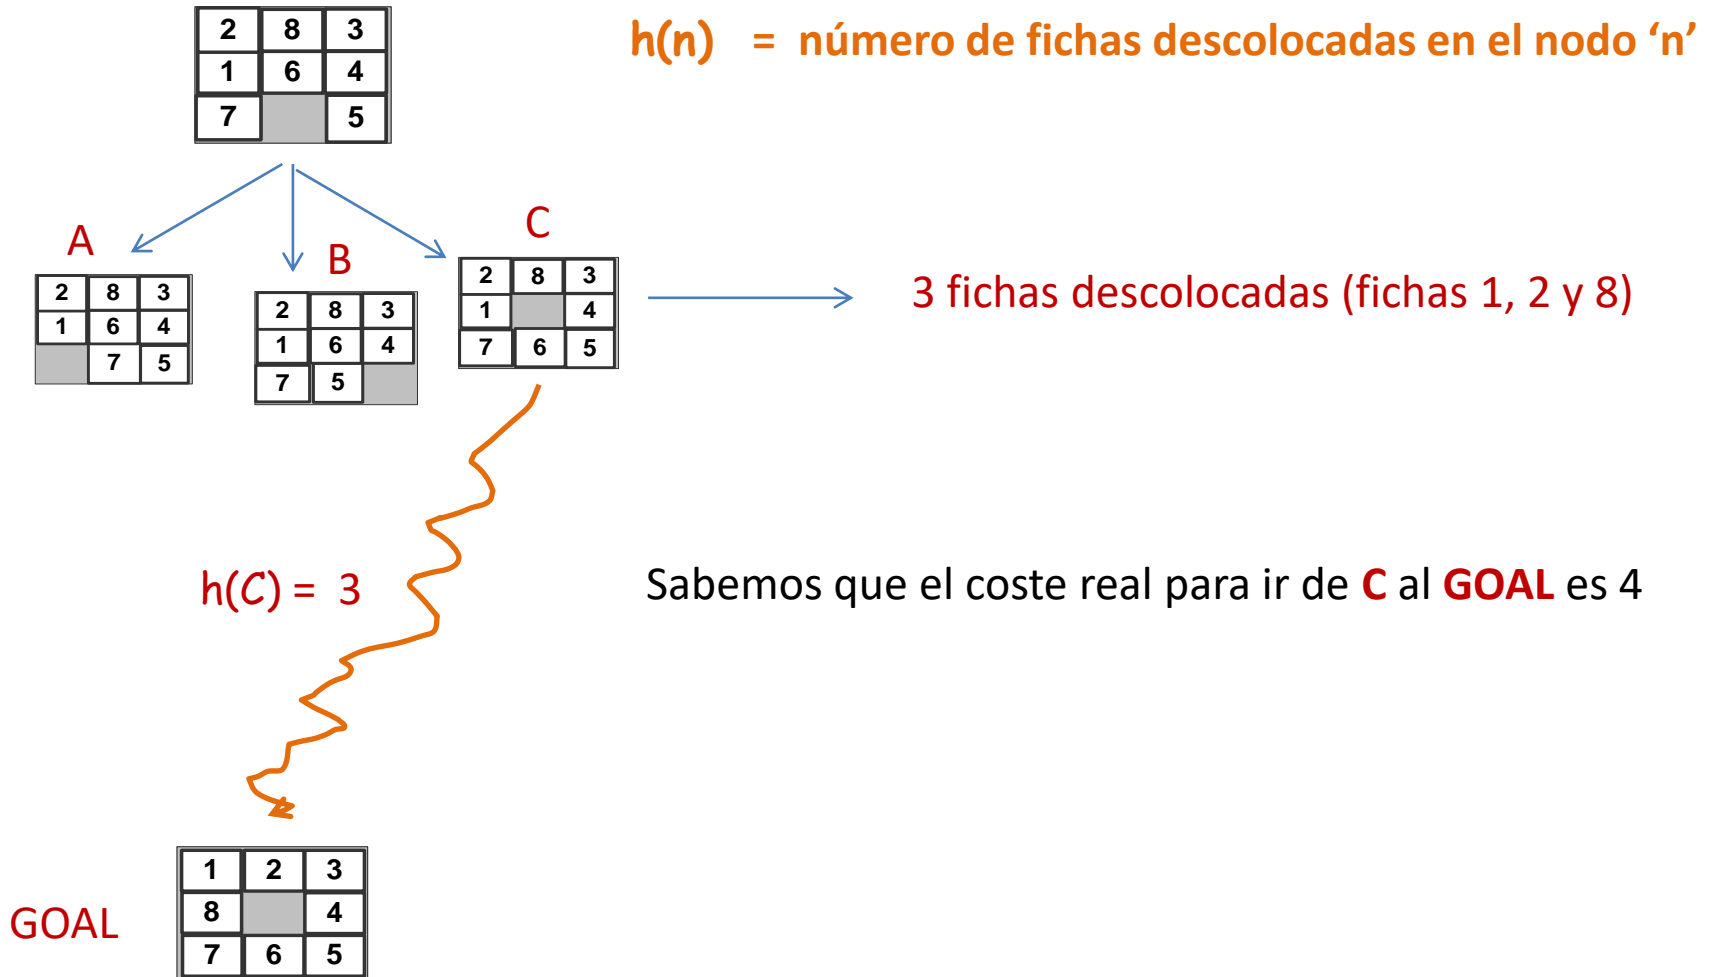 2 8 3
1 6 4
7 5
h(n) = número de fichas descolocadas en el nodo ‘n’
A
2 8 3
1 6 4
7 5
B
2 8 3
1 6 4
7 5
C
2 8 3
1 4
7 6 5
3 fichas descolocadas (fichas 1, 2 y 8)
h(C) = 3
Sabemos que el coste real para ir de C al GOAL es 4
GOAL
1 2 3
8 4
7 6 5